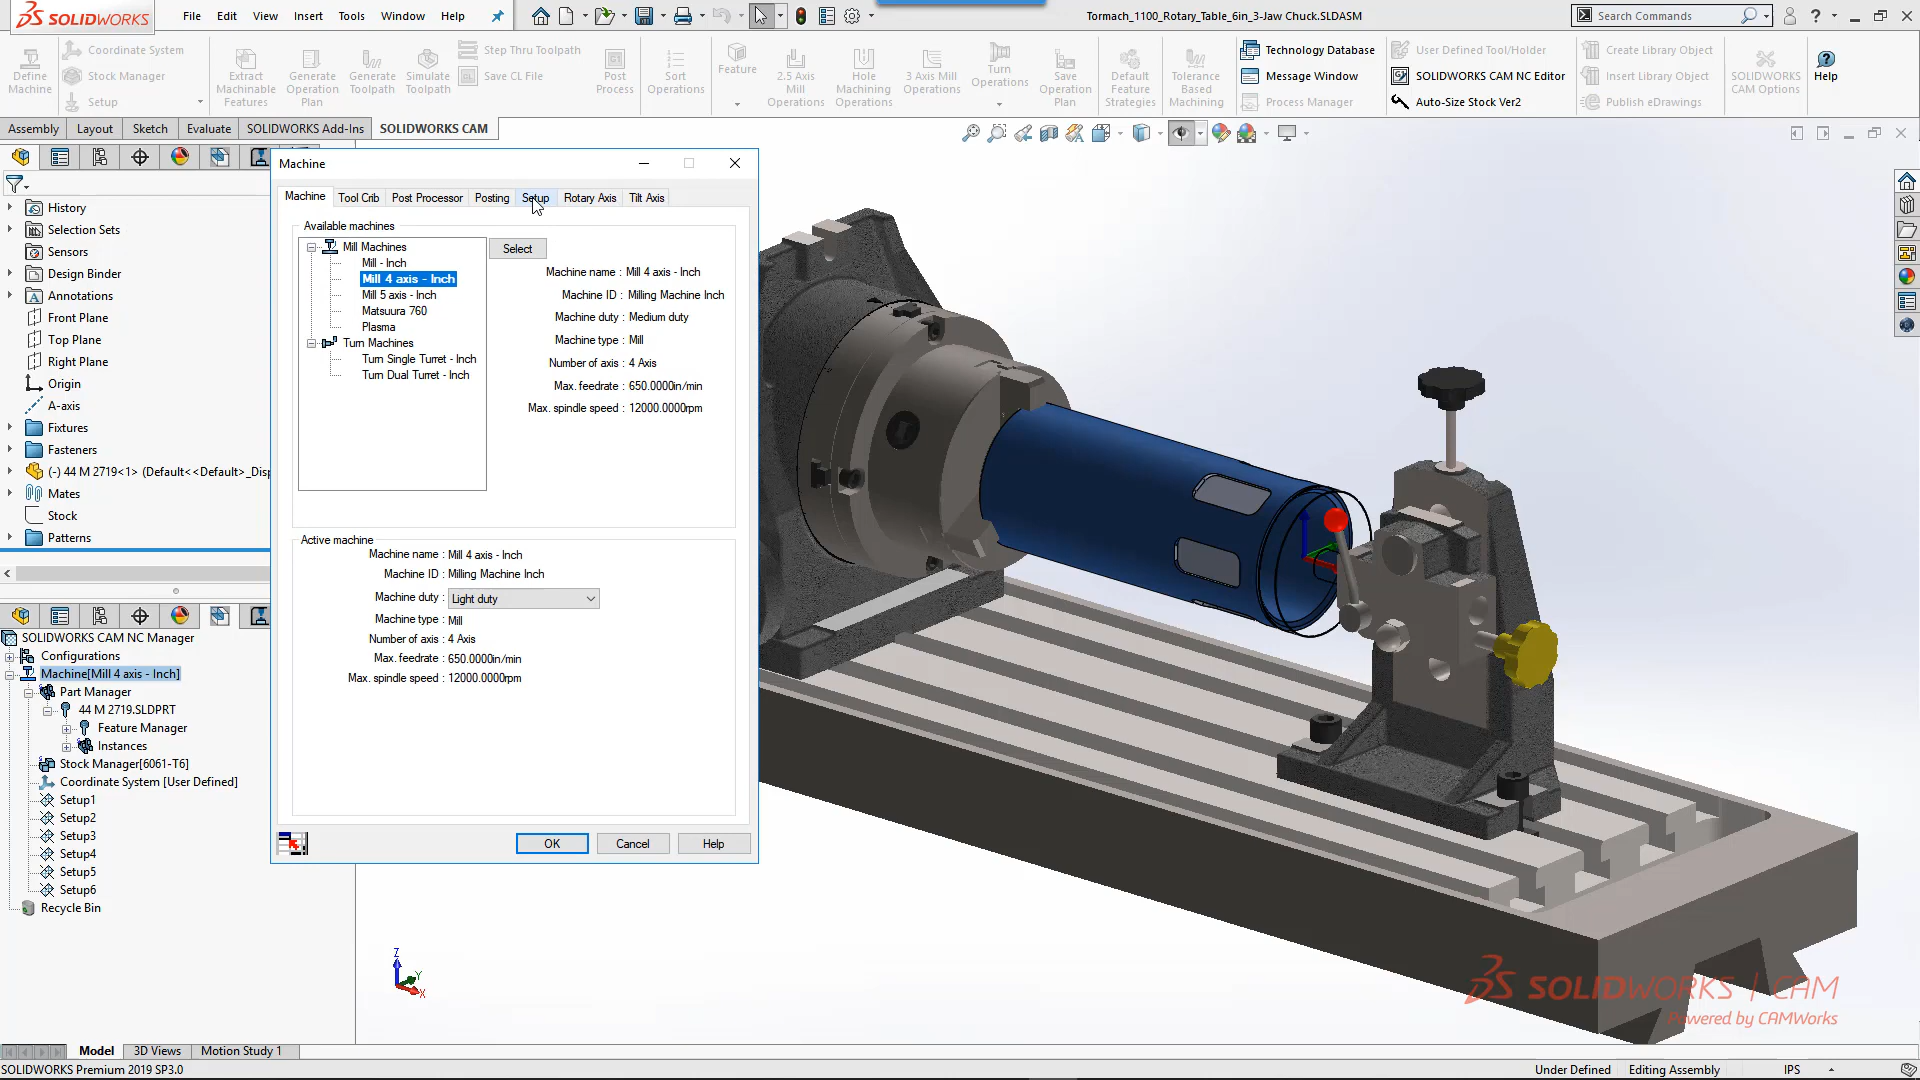 SOLIDWORKS
File Edit View Insert Tools Window Help
Tormach_1100_Rotary_Table_6in_3-Jaw Chuck.SLDASM
Search Commands
Define Machine
Coordinate System
Stock Manager
Setup
Extract Machinable Features
Generate Operation Plan
Generate Toolpath
Simulate Toolpath
Step Thru Toolpath
Save CL File
Post Process
Sort Operations
Feature
2.5 Axis Mill Operations
Hole Machining Operations
3 Axis Mill Operations
Turn Operations
Save Operation Plan
Default Feature Strategies
Tolerance Based Machining
Technology Database
Message Window
Process Manager
User Defined Tool/Holder
SOLIDWORKS CAM NC Editor
Auto-Size Stock Ver2
Create Library Object
Insert Library Object
Publish eDrawings
SOLIDWORKS CAM Options
Help
Assembly Layout Sketch Evaluate SOLIDWORKS Add-Ins SOLIDWORKS CAM
History
Selection Sets
Sensors
Design Binder
Annotations
Front Plane
Top Plane
Right Plane
Origin
A-axis
Fixtures
Fasteners
(-) 44 M 2719<1> (Default<<Default>_Disp
Mates
Stock
Patterns
SOLIDWORKS CAM NC Manager
Configurations
Machine[Mill 4 axis - Inch]
Part Manager
44 M 2719.SLDPRT
Feature Manager
Instances
Stock Manager[6061-T6]
Coordinate System [User Defined]
Setup1
Setup2
Setup3
Setup4
Setup5
Setup6
Recycle Bin
Machine
Machine Tool Crib Post Processor Posting Setup Rotary Axis Tilt Axis
Available machines
Mill Machines
Mill - Inch
Mill 4 axis - Inch
Mill 5 axis - Inch
Matsuura 760
Plasma
Turn Machines
Turn Single Turret - Inch
Turn Dual Turret - Inch
Select
Machine name : Mill 4 axis - Inch
Machine ID : Milling Machine Inch
Machine duty : Medium duty
Machine type : Mill
Number of axis : 4 Axis
Max. feedrate : 650.0000in/min
Max. spindle speed : 12000.0000rpm
Active machine
Machine name : Mill 4 axis - Inch
Machine ID : Milling Machine Inch
Machine duty : Light duty
Machine type : Mill
Number of axis : 4 Axis
Max. feedrate : 650.0000in/min
Max. spindle speed : 12000.0000rpm
OK Cancel Help
Z
Y
X
SOLIDWORKS | CAM
Powered by CAMWorks
Model 3D Views Motion Study 1
SOLIDWORKS Premium 2019 SP3.0
Under Defined Editing Assembly IPS